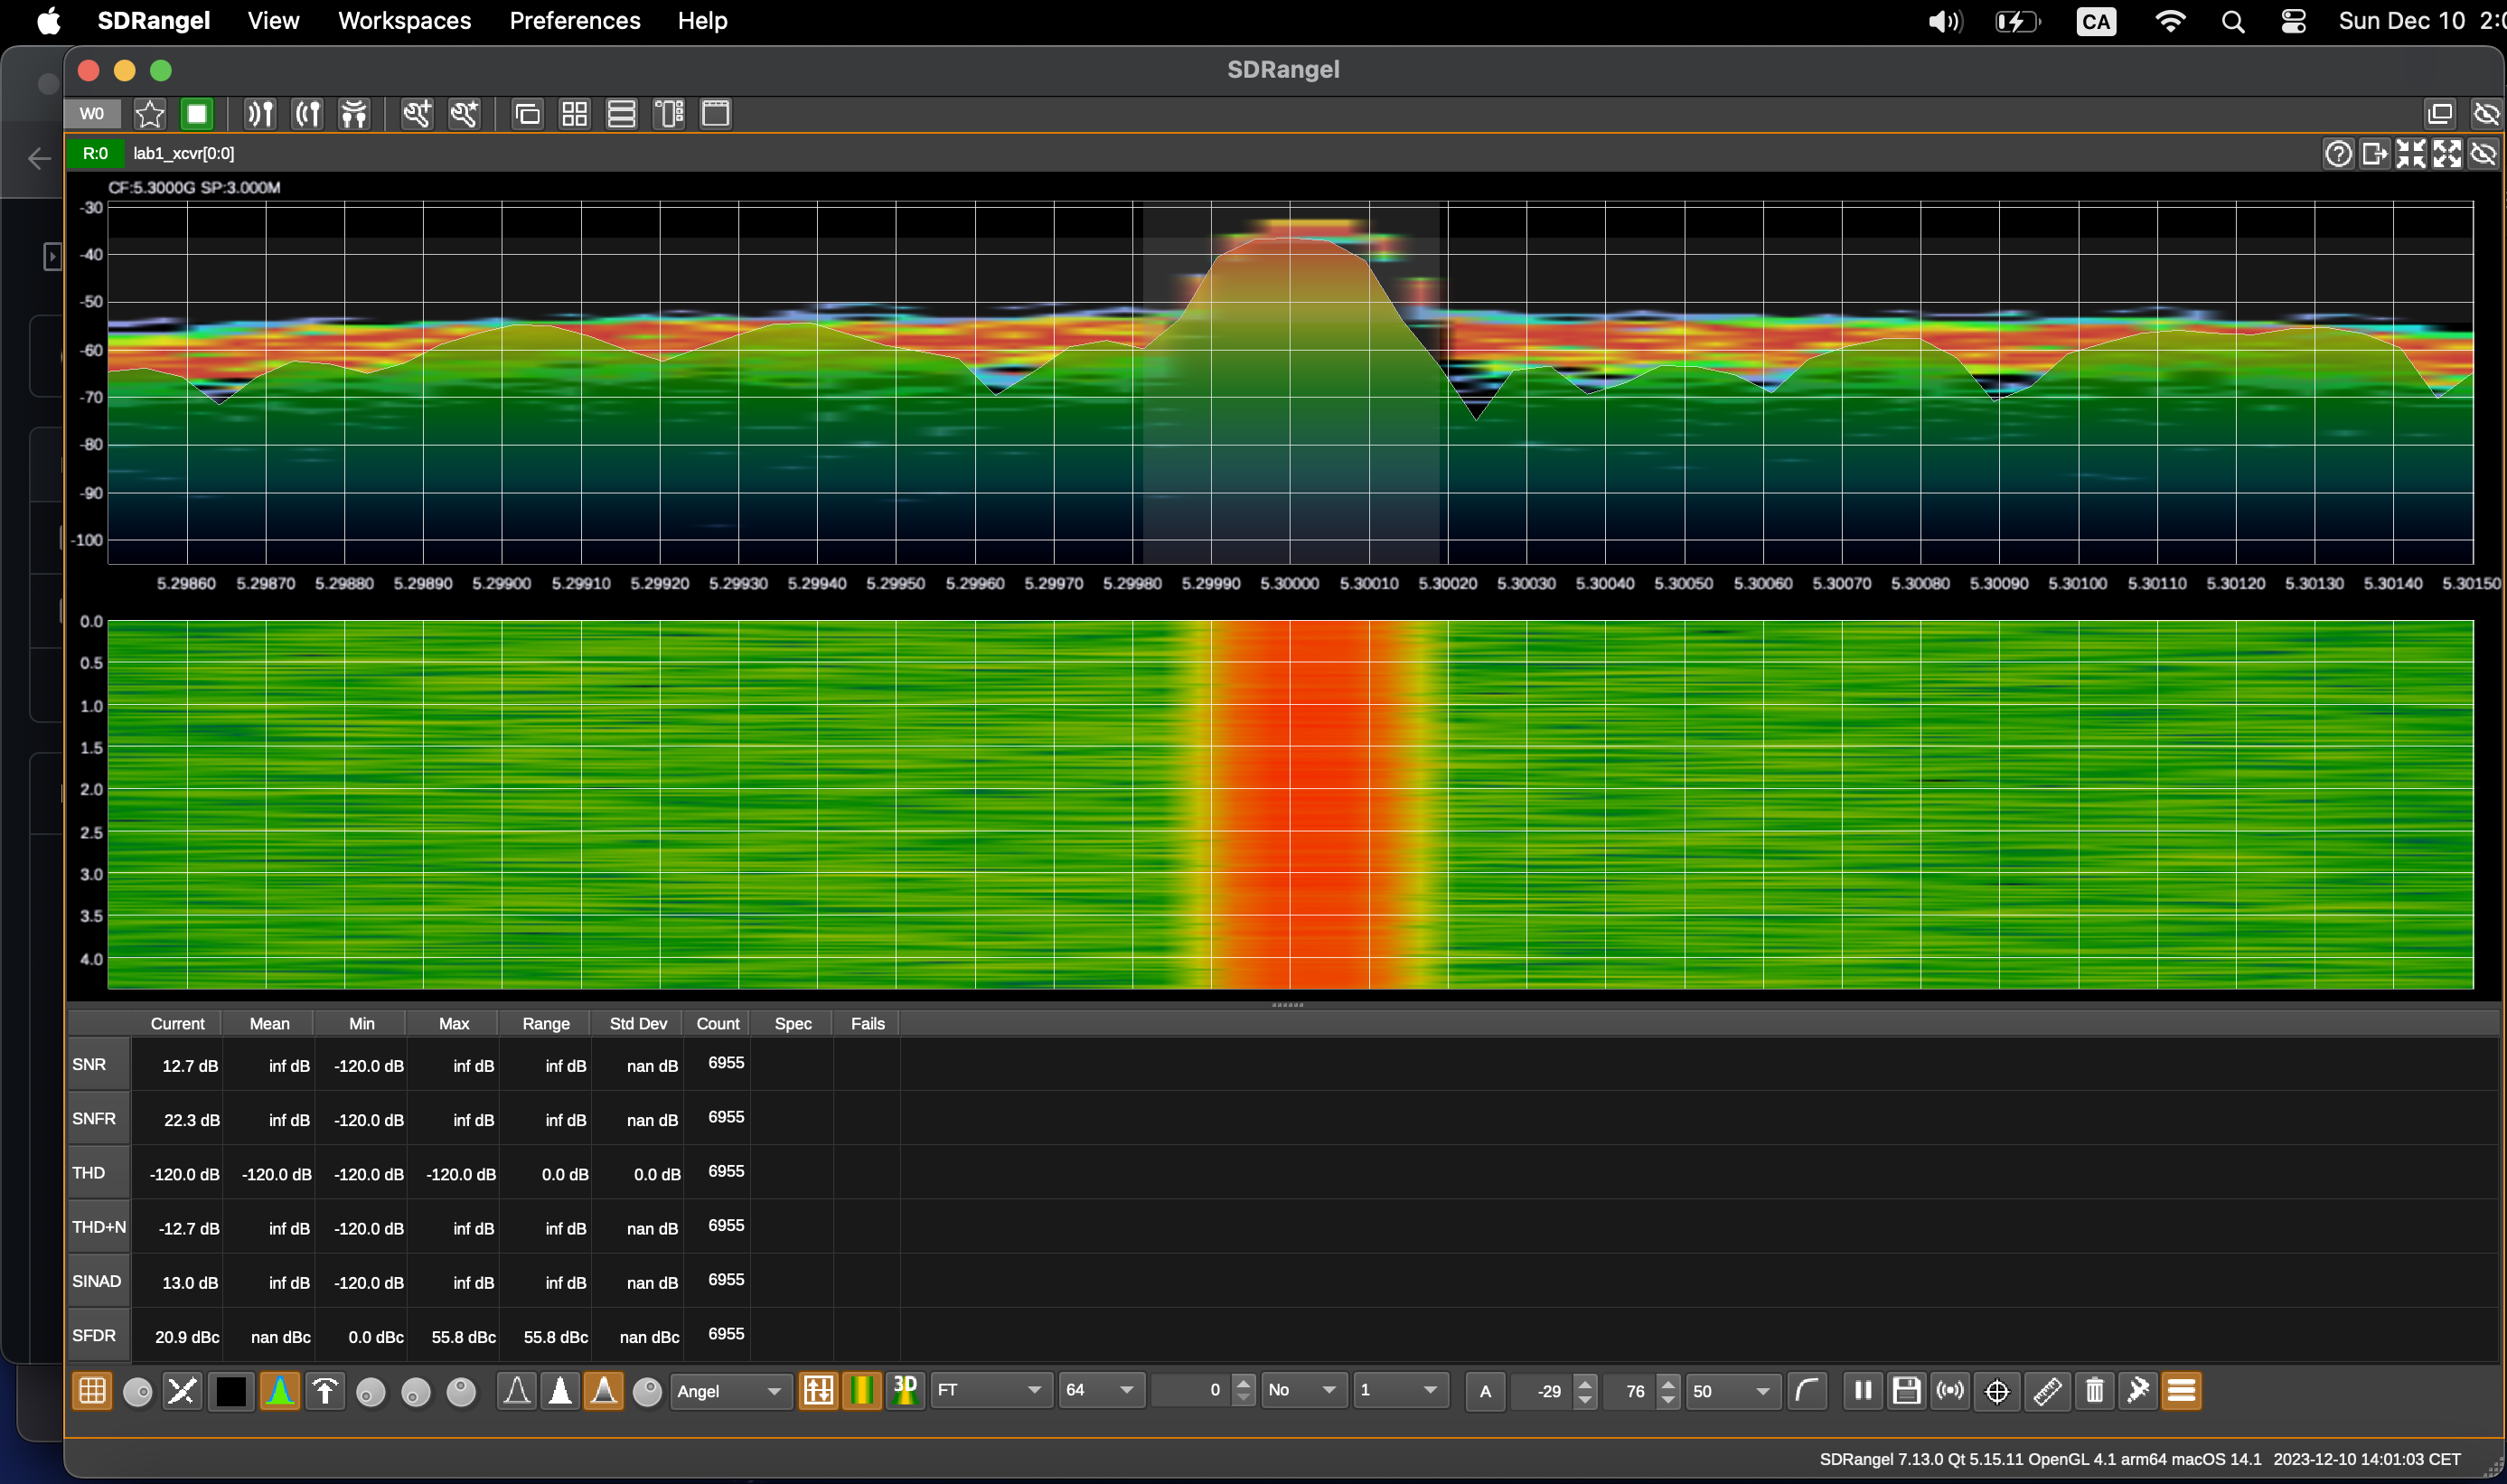 SDRangel View Workspaces Preferences Help CA Sun Dec 10
SDRangel
W0
R:0 lab1_xcvr[0:0]
CF:5.3000G SP:3.000M
-30
-40
-50
-60
-70
-80
-90
-100
5.29860 5.29870 5.29880 5.29890 5.29900 5.29910 5.29920 5.29930 5.29940 5.29950 5.29960 5.29970 5.29980 5.29990 5.30000 5.30010 5.30020 5.30030 5.30040 5.30050 5.30060 5.30070 5.30080 5.30090 5.30100 5.30110 5.30120 5.30130 5.30140 5.30150
0.0
0.5
1.0
1.5
2.0
2.5
3.0
3.5
4.0
Current Mean Min Max Range Std Dev Count Spec Fails
SNR 12.7 dB inf dB -120.0 dB inf dB inf dB nan dB 6955
SNFR 22.3 dB inf dB -120.0 dB inf dB inf dB nan dB 6955
THD -120.0 dB -120.0 dB -120.0 dB -120.0 dB 0.0 dB 0.0 dB 6955
THD+N -12.7 dB inf dB -120.0 dB inf dB inf dB nan dB 6955
SINAD 13.0 dB inf dB -120.0 dB inf dB inf dB nan dB 6955
SFDR 20.9 dBc nan dBc 0.0 dBc 55.8 dBc 55.8 dBc nan dBc 6955
Angel 3D FT 64 0 No 1 A -29 76 50
SDRangel 7.13.0 Qt 5.15.11 OpenGL 4.1 arm64 macOS 14.1 2023-12-10 14:01:03 CET